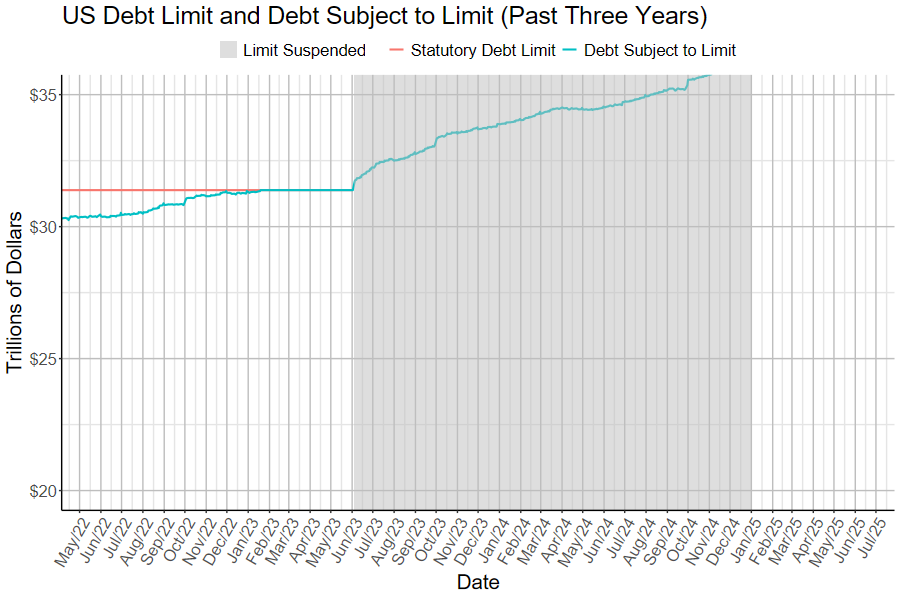 US Debt Limit and Debt Subject to Limit (Past Three Years)
Limit Suspended Statutory Debt Limit Debt Subject to Limit
Trillions of Dollars
$35
$30
$25
$20
May/22 Jun/22 Jul/22 Aug/22 Sep/22 Oct/22 Nov/22 Dec/22 Jan/23 Feb/23 Mar/23 Apr/23 May/23 Jun/23 Jul/23 Aug/23 Sep/23 Oct/23 Nov/23 Dec/23 Jan/24 Feb/24 Mar/24 Apr/24 May/24 Jun/24 Jul/24 Aug/24 Sep/24 Oct/24 Nov/24 Dec/24 Jan/25 Feb/25 Mar/25 Apr/25 May/25 Jun/25 Jul/25
Date